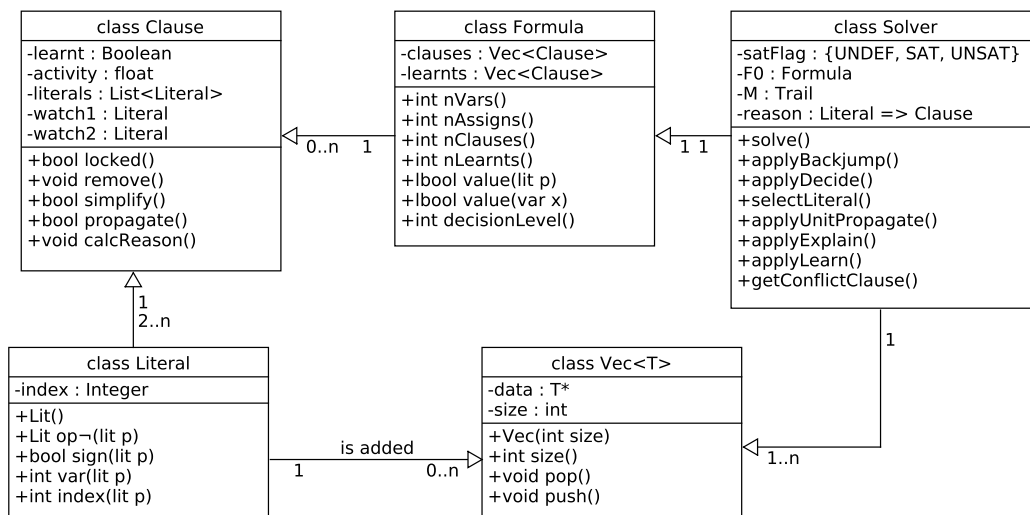 class Clause
-learnt : Boolean
-activity : float
-literals : List<Literal>
-watch1 : Literal
-watch2 : Literal
+bool locked()
+void remove()
+bool simplify()
+bool propagate()
+void calcReason()
0..n
1
class Formula
-clauses : Vec<Clause>
-learnts : Vec<Clause>
+int nVars()
+int nAssigns()
+int nClauses()
+int nLearnts()
+lbool value(lit p)
+lbool value(var x)
+int decisionLevel()
1 1
class Solver
-satFlag : {UNDEF, SAT, UNSAT}
-F0 : Formula
-M : Trail
-reason : Literal => Clause
+solve()
+applyBackjump()
+applyDecide()
+selectLiteral()
+applyUnitPropagate()
+applyExplain()
+applyLearn()
+getConflictClause()
1
2..n
class Literal
-index : Integer
+Lit()
+Lit op¬(lit p)
+bool sign(lit p)
+int var(lit p)
+int index(lit p)
is added
1
0..n
class Vec<T>
-data : T*
-size : int
+Vec(int size)
+int size()
+void pop()
+void push()
1
1..n